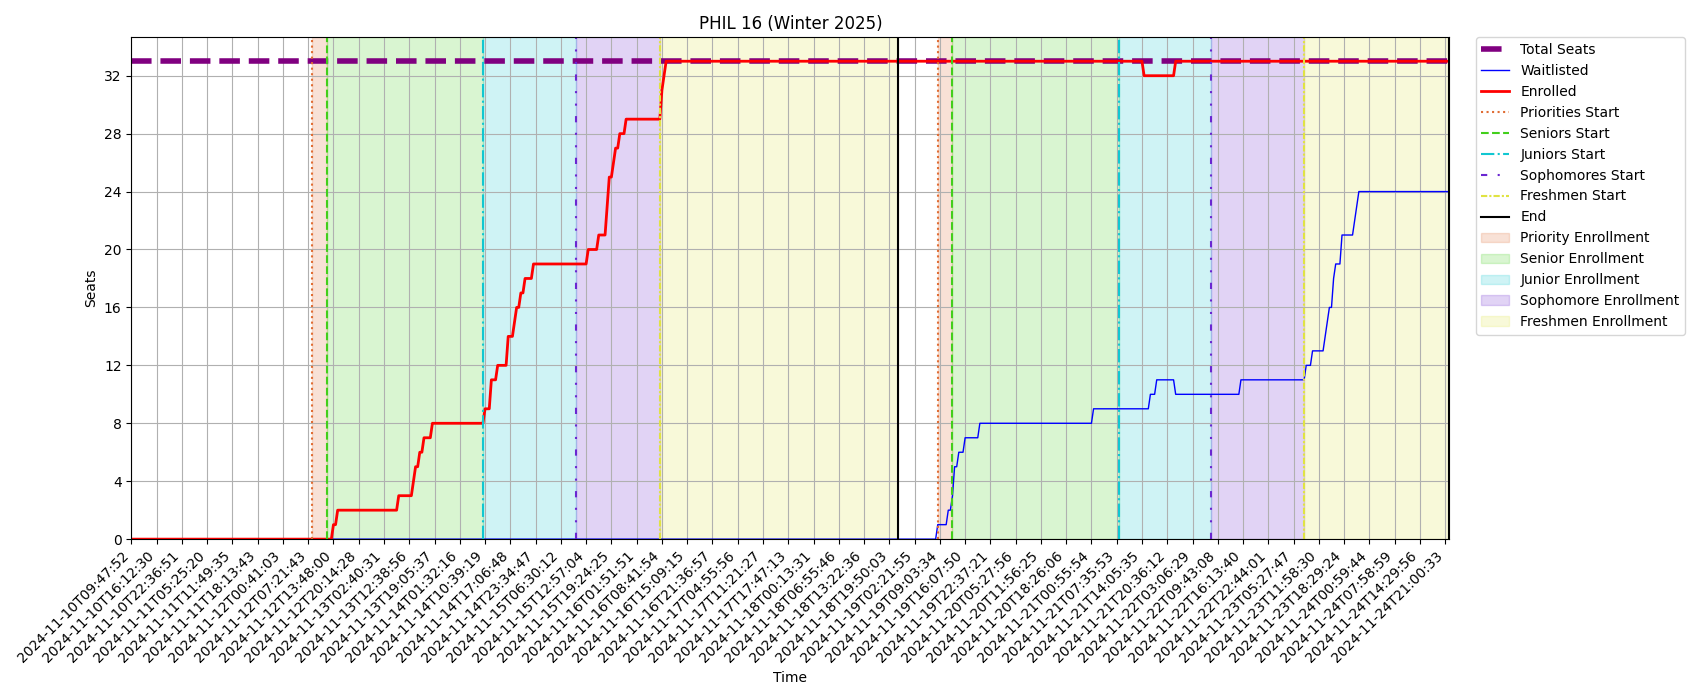 PHIL 16 (Winter 2025)
Seats
32
28
24
20
16
12
8
4
0
2024-11-10T09:47:52
2024-11-10T16:12:30
2024-11-10T22:36:51
2024-11-11T05:25:20
2024-11-11T11:49:35
2024-11-11T18:13:43
2024-11-12T00:41:03
2024-11-12T07:21:43
2024-11-12T13:48:00
2024-11-12T20:14:28
2024-11-13T02:40:31
2024-11-13T12:38:56
2024-11-13T19:05:37
2024-11-14T01:32:16
2024-11-14T10:39:19
2024-11-14T17:06:48
2024-11-14T23:34:47
2024-11-15T06:30:12
2024-11-15T12:57:04
2024-11-15T19:24:25
2024-11-16T01:51:51
2024-11-16T08:41:54
2024-11-16T15:09:15
2024-11-16T21:36:57
2024-11-17T04:55:56
2024-11-17T11:21:27
2024-11-17T17:47:13
2024-11-18T00:13:31
2024-11-18T06:55:46
2024-11-18T13:22:36
2024-11-18T19:50:03
2024-11-19T02:21:55
2024-11-19T09:03:34
2024-11-19T16:07:50
2024-11-19T22:37:21
2024-11-20T05:27:56
2024-11-20T11:56:25
2024-11-20T18:26:06
2024-11-21T00:55:54
2024-11-21T07:35:53
2024-11-21T14:05:35
2024-11-21T20:36:12
2024-11-22T03:06:29
2024-11-22T09:43:08
2024-11-22T16:13:40
2024-11-22T22:44:01
2024-11-23T05:27:47
2024-11-23T11:58:30
2024-11-23T18:29:24
2024-11-24T00:59:44
2024-11-24T07:58:59
2024-11-24T14:29:56
2024-11-24T21:00:33
Time
Total Seats
Waitlisted
Enrolled
Priorities Start
Seniors Start
Juniors Start
Sophomores Start
Freshmen Start
End
Priority Enrollment
Senior Enrollment
Junior Enrollment
Sophomore Enrollment
Freshmen Enrollment